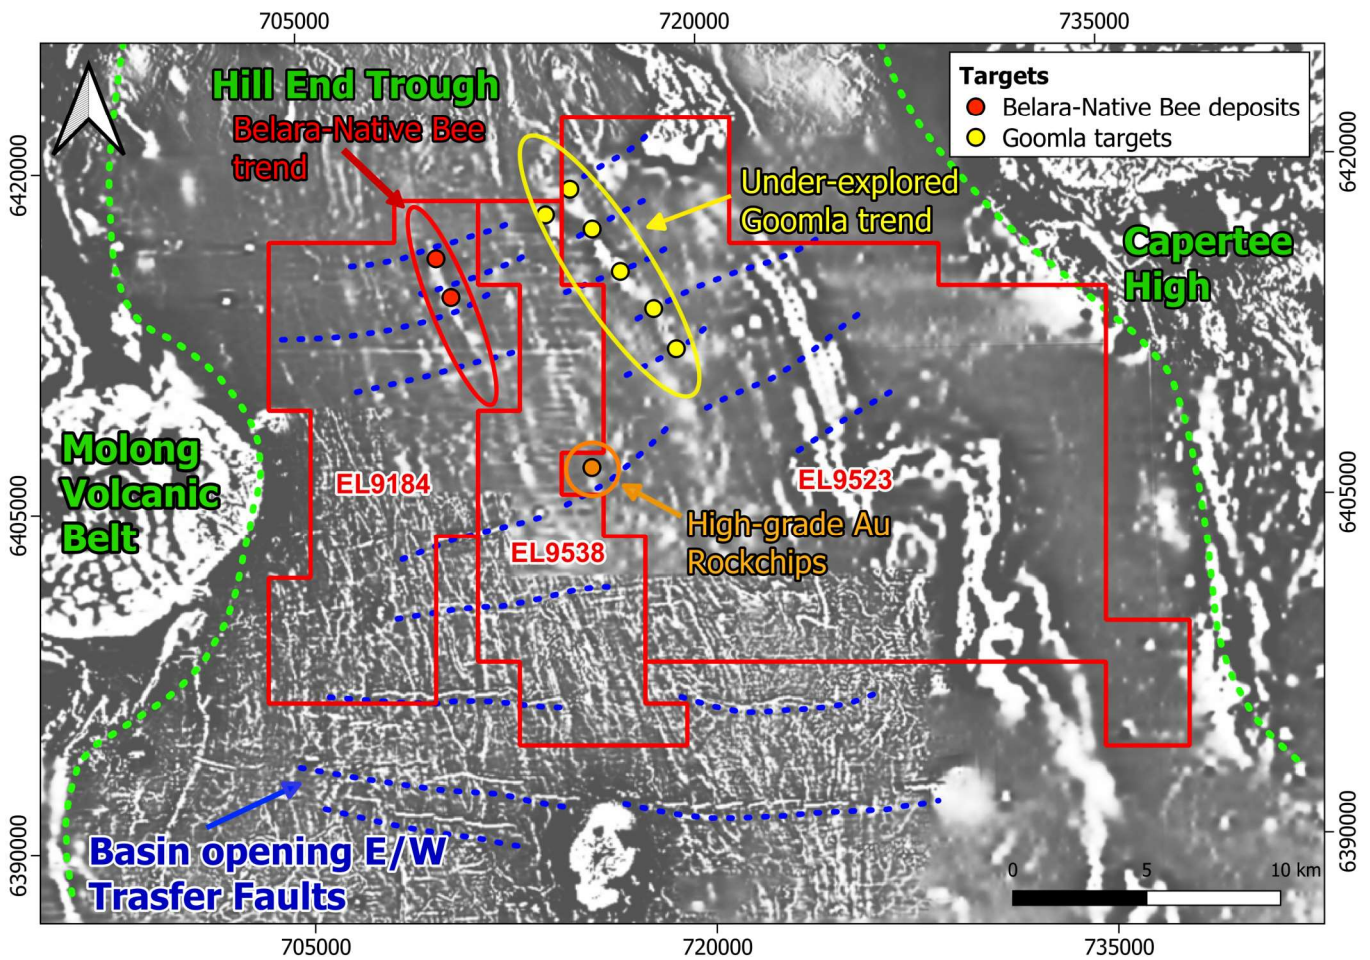 705000
720000
735000
Hill End Trough
Belara-Native Bee
trend
Targets
Belara-Native Bee deposits
Goomla targets
6420000
6420000
Under-explored
Goomla trend
Capertee
High
Molong
Volcanic
Belt
EL9184
EL9523
6405000
6405000
High-grade Au
Rockchips
EL9538
Basin opening E/W
Trasfer Faults
6390000
6390000
0
5
10 km
705000
720000
735000